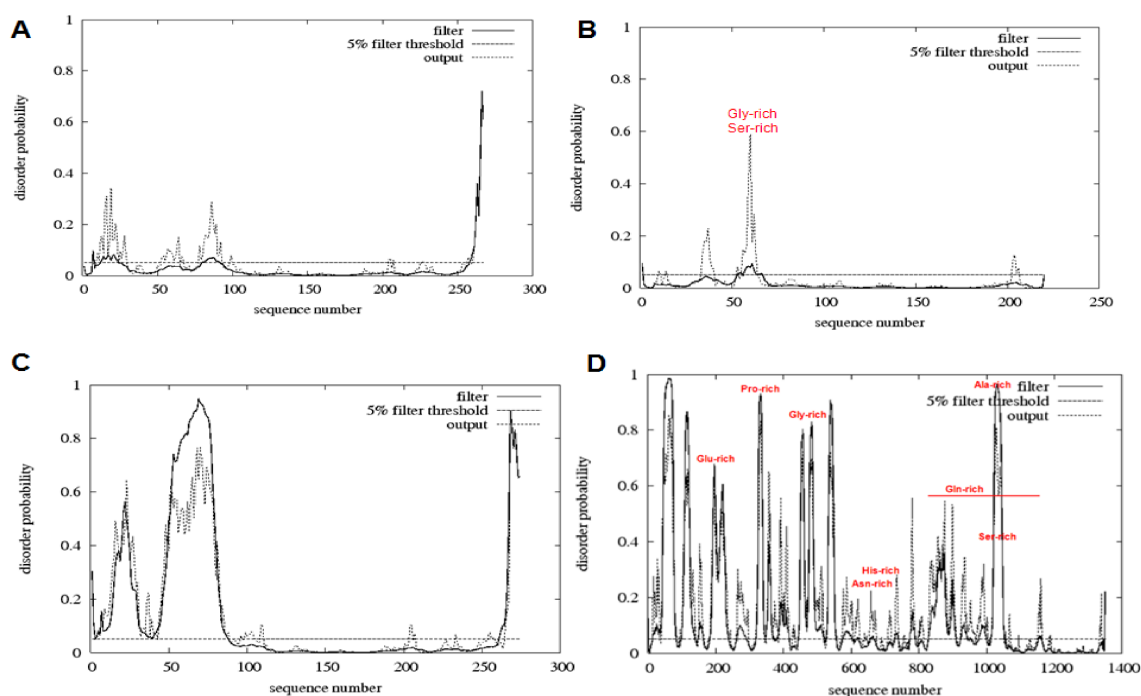 A
disorder probability
1
0.8
0.6
0.4
0.2
0
filter
5% filter threshold
output
0 50 100 150 200 250 300
sequence number
B
disorder probability
1
0.8
0.6
0.4
0.2
0
filter
5% filter threshold
output
Gly-rich
Ser-rich
0 50 100 150 200 250
sequence number
C
disorder probability
1
0.8
0.6
0.4
0.2
0
filter
5% filter threshold
output
0 50 100 150 200 250 300
sequence number
D
disorder probability
1
0.8
0.6
0.4
0.2
0
Pro-rich
Ala-rich
filter
5% filter threshold
output
Gly-rich
Glu-rich
Gln-rich
Ser-rich
His-rich
Asn-rich
0 200 400 600 800 1000 1200 1400
sequence number